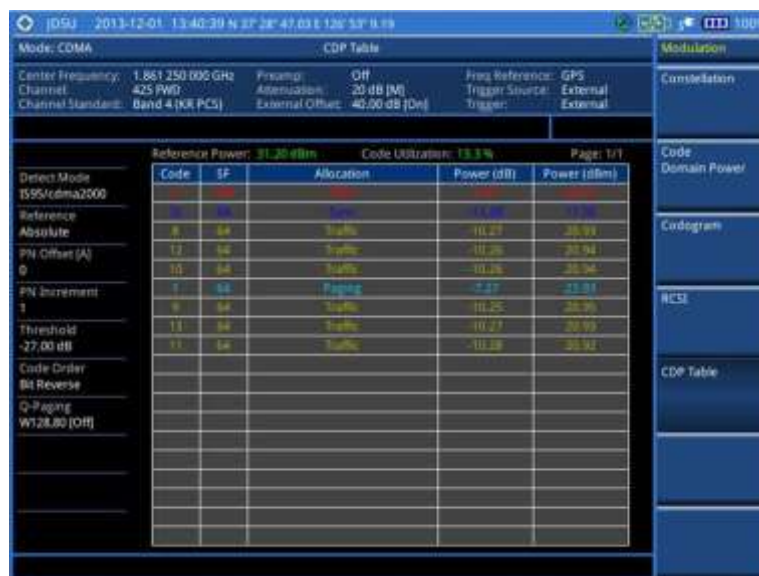 JDSU 2013-12-01 13:40:39 N 37° 28" 47.03 E 126° 53" 9.19 100%
Mode: CDMA CDP Table Modulation
Center Frequency: 1.861 250 000 GHz Preamp: Off Freq Reference: GPS Constellation
Channel: 425 FWD Attenuation: 20 dB [M] Trigger Source: External
Channel Standard: Band 4 [KR PCS] External Offset: 40.00 dB [On] Trigger: External
Reference Power: 31.20 dBm Code Utilization: 13.3 % Page: 1/1 Code
Domain Power
Detect Mode Code SF Allocation Power (dB) Power (dBm)
IS95/cdma2000
Reference Sync
Absolute 8 64 Traffic -10.27 20.93
PN Offset [A] 12 64 Traffic -10.26 20.94 Codogram
0 10 64 Traffic -10.26 20.94
PN Increment 1 64 Paging -7.27 23.93
1 9 64 Traffic -10.25 20.95 RCSI
Threshold 13 64 Traffic -10.27 20.93
-27.00 dB 11 64 Traffic -10.28 20.92
Code Order CDP Table
Bit Reverse
Q-Paging
W128.80 [Off]